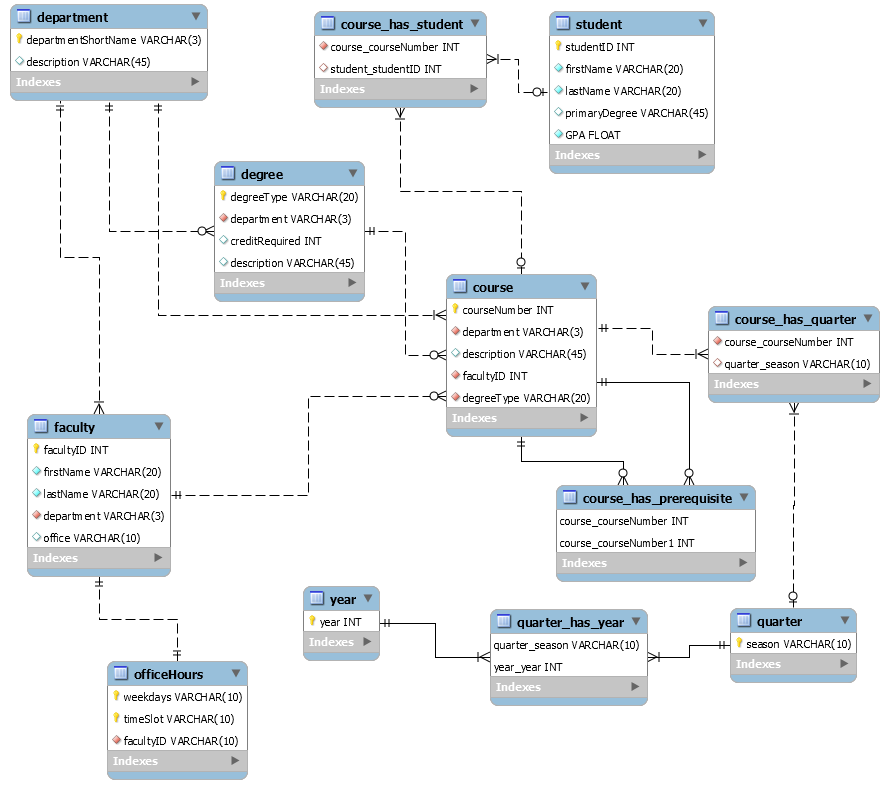 department
departmentShortName VARCHAR(3)
description VARCHAR(45)
Indexes
course_has_student
course_courseNumber INT
student_studentID INT
Indexes
student
studentID INT
firstName VARCHAR(20)
lastName VARCHAR(20)
primaryDegree VARCHAR(45)
GPA FLOAT
Indexes
degree
degreeType VARCHAR(20)
department VARCHAR(3)
creditRequired INT
description VARCHAR(45)
Indexes
course
courseNumber INT
department VARCHAR(3)
description VARCHAR(45)
facultyID INT
degreeType VARCHAR(20)
Indexes
course_has_quarter
course_courseNumber INT
quarter_season VARCHAR(10)
Indexes
faculty
facultyID INT
firstName VARCHAR(20)
lastName VARCHAR(20)
department VARCHAR(3)
office VARCHAR(10)
Indexes
course_has_prerequisite
course_courseNumber INT
course_courseNumber1 INT
Indexes
year
year INT
Indexes
quarter_has_year
quarter_season VARCHAR(10)
year_year INT
Indexes
quarter
season VARCHAR(10)
Indexes
officeHours
weekdays VARCHAR(10)
timeSlot VARCHAR(10)
facultyID VARCHAR(10)
Indexes